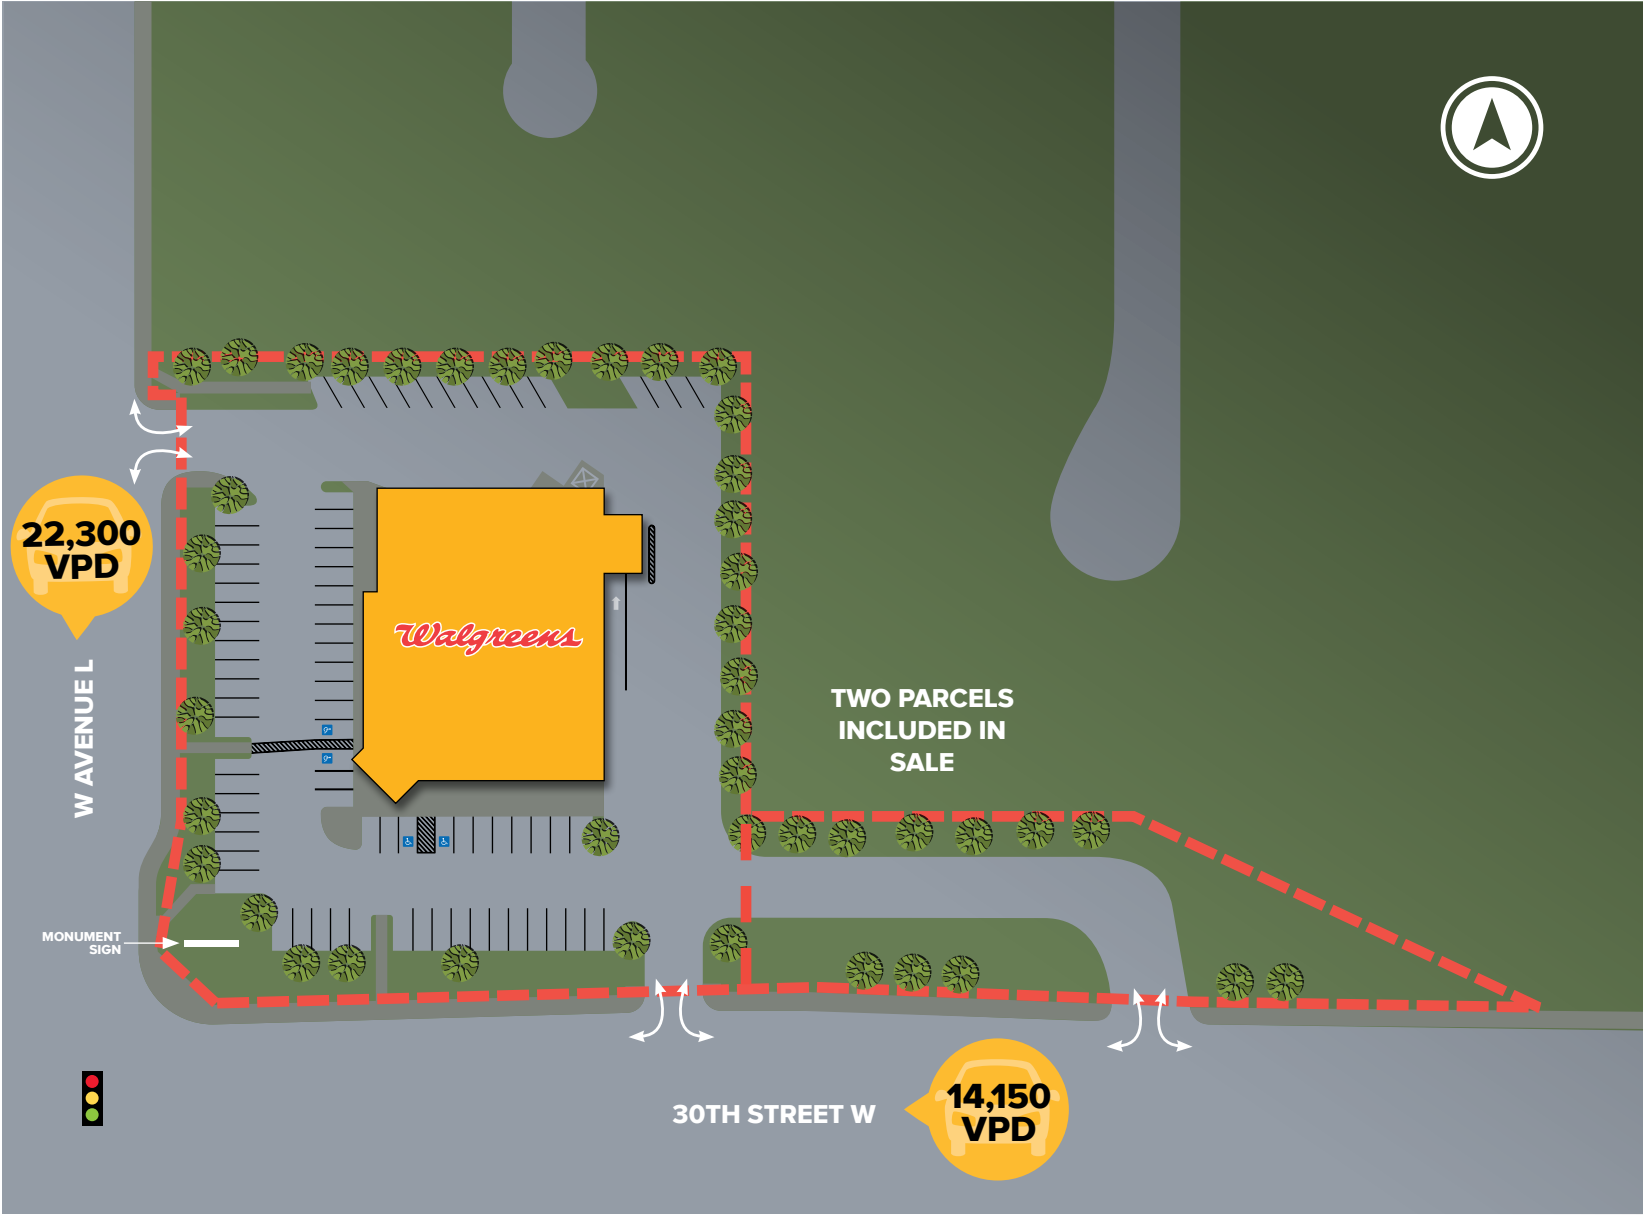 22,300
VPD
W AVENUE L
Walgreens
TWO PARCELS
INCLUDED IN
SALE
MONUMENT
SIGN
30TH STREET W
14,150
VPD